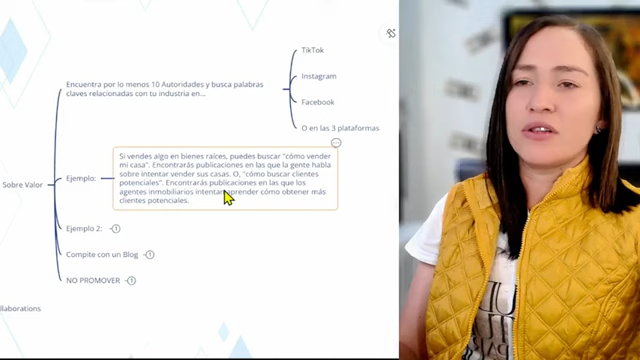 TikTok
Encuentra por lo menos 10 Autoridades y busca palabras
claves relacionadas con tu industria en...
Instagram
Facebook
O en las 3 plataformas
Sobre Valor
Ejemplo:
Si vendes algo en bienes raíces, puedes buscar "cómo vender
mi casa". Encontrarás publicaciones en las que la gente habla
sobre intentar vender sus casas. O, "cómo buscar clientes
potenciales". Encontrarás publicaciones en las que los
agentes inmobiliarios intentan aprender cómo obtener más
clientes potenciales.
Ejemplo 2:
1
Compite con un Blog
1
NO PROMOVER
1
llaborations